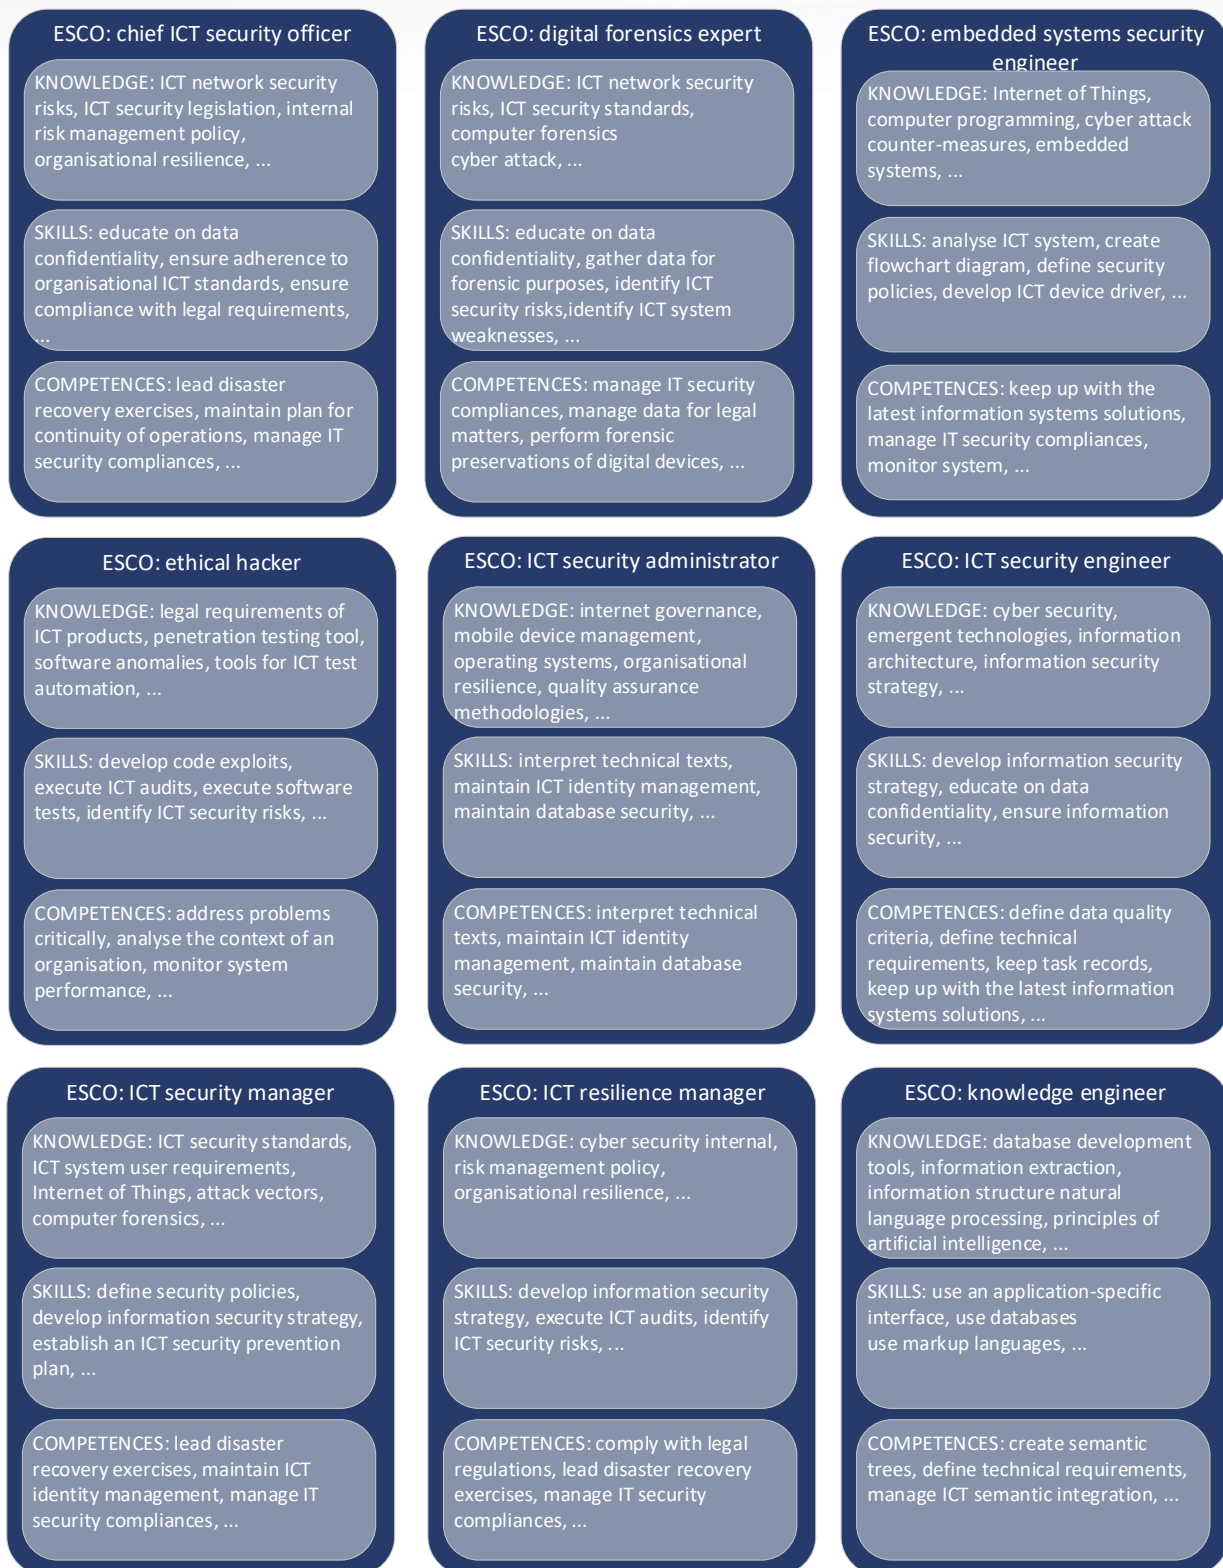 ESCO: chief ICT security officer
KNOWLEDGE: ICT network security
risks, ICT security legislation, internal
risk management policy,
organisational resilience, ...
SKILLS: educate on data
confidentiality, ensure adherence to
organisational ICT standards, ensure
compliance with legal requirements,
...
COMPETENCES: lead disaster
recovery exercises, maintain plan for
continuity of operations, manage IT
security compliances, ...
ESCO: digital forensics expert
KNOWLEDGE: ICT network security
risks, ICT security standards,
computer forensics
cyber attack, ...
SKILLS: educate on data
confidentiality, gather data for
forensic purposes, identify ICT
security risks,identify ICT system
weaknesses, ...
COMPETENCES: manage IT security
compliances, manage data for legal
matters, perform forensic
preservations of digital devices, ...
ESCO: embedded systems security
engineer
KNOWLEDGE: Internet of Things,
computer programming, cyber attack
counter-measures, embedded
systems, ...
SKILLS: analyse ICT system, create
flowchart diagram, define security
policies, develop ICT device driver, ...
COMPETENCES: keep up with the
latest information systems solutions,
manage IT security compliances,
monitor system, ...
ESCO: ethical hacker
KNOWLEDGE: legal requirements of
ICT products, penetration testing tool,
software anomalies, tools for ICT test
automation, ...
SKILLS: develop code exploits,
execute ICT audits, execute software
tests, identify ICT security risks, ...
COMPETENCES: address problems
critically, analyse the context of an
organisation, monitor system
performance, ...
ESCO: ICT security administrator
KNOWLEDGE: internet governance,
mobile device management,
operating systems, organisational
resilience, quality assurance
methodologies, ...
SKILLS: interpret technical texts,
maintain ICT identity management,
maintain database security, ...
COMPETENCES: interpret technical
texts, maintain ICT identity
management, maintain database
security, ...
ESCO: ICT security engineer
KNOWLEDGE: cyber security,
emergent technologies, information
architecture, information security
strategy, ...
SKILLS: develop information security
strategy, educate on data
confidentiality, ensure information
security, ...
COMPETENCES: define data quality
criteria, define technical
requirements, keep task records,
keep up with the latest information
systems solutions, ...
ESCO: ICT security manager
KNOWLEDGE: ICT security standards,
ICT system user requirements,
Internet of Things, attack vectors,
computer forensics, ...
SKILLS: define security policies,
develop information security strategy,
establish an ICT security prevention
plan, ...
COMPETENCES: lead disaster
recovery exercises, maintain ICT
identity management, manage IT
security compliances, ...
ESCO: ICT resilience manager
KNOWLEDGE: cyber security internal,
risk management policy,
organisational resilience, ...
SKILLS: develop information security
strategy, execute ICT audits, identify
ICT security risks, ...
COMPETENCES: comply with legal
regulations, lead disaster recovery
exercises, manage IT security
compliances, ...
ESCO: knowledge engineer
KNOWLEDGE: database development
tools, information extraction,
information structure natural
language processing, principles of
artificial intelligence, ...
SKILLS: use an application-specific
interface, use databases
use markup languages, ...
COMPETENCES: create semantic
trees, define technical requirements,
manage ICT semantic integration, ...